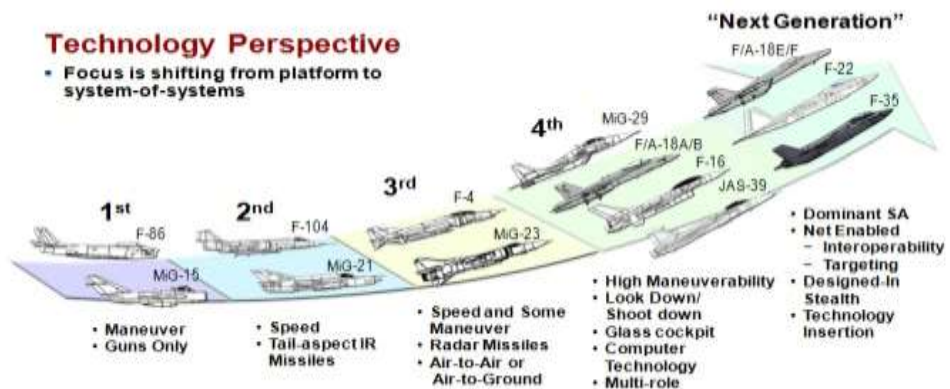 Technology Perspective
▪ Focus is shifting from platform to
system-of-systems
1st
F-86
MiG-15
• Maneuver
• Guns Only
2nd
F-104
MiG-21
• Speed
• Tail-aspect IR
Missiles
3rd
F-4
MiG-23
• Speed and Some
Maneuver
• Radar Missiles
• Air-to-Air or
Air-to-Ground
4th
MiG-29
F/A-18A/B
F-16
JAS-39
• High Maneuverability
• Look Down/
Shoot down
• Glass cockpit
• Computer
Technology
• Multi-role
“Next Generation”
F/A-18E/F
F-22
F-35
• Dominant SA
• Net Enabled
– Interoperability
– Targeting
• Designed-In
Stealth
• Technology
Insertion